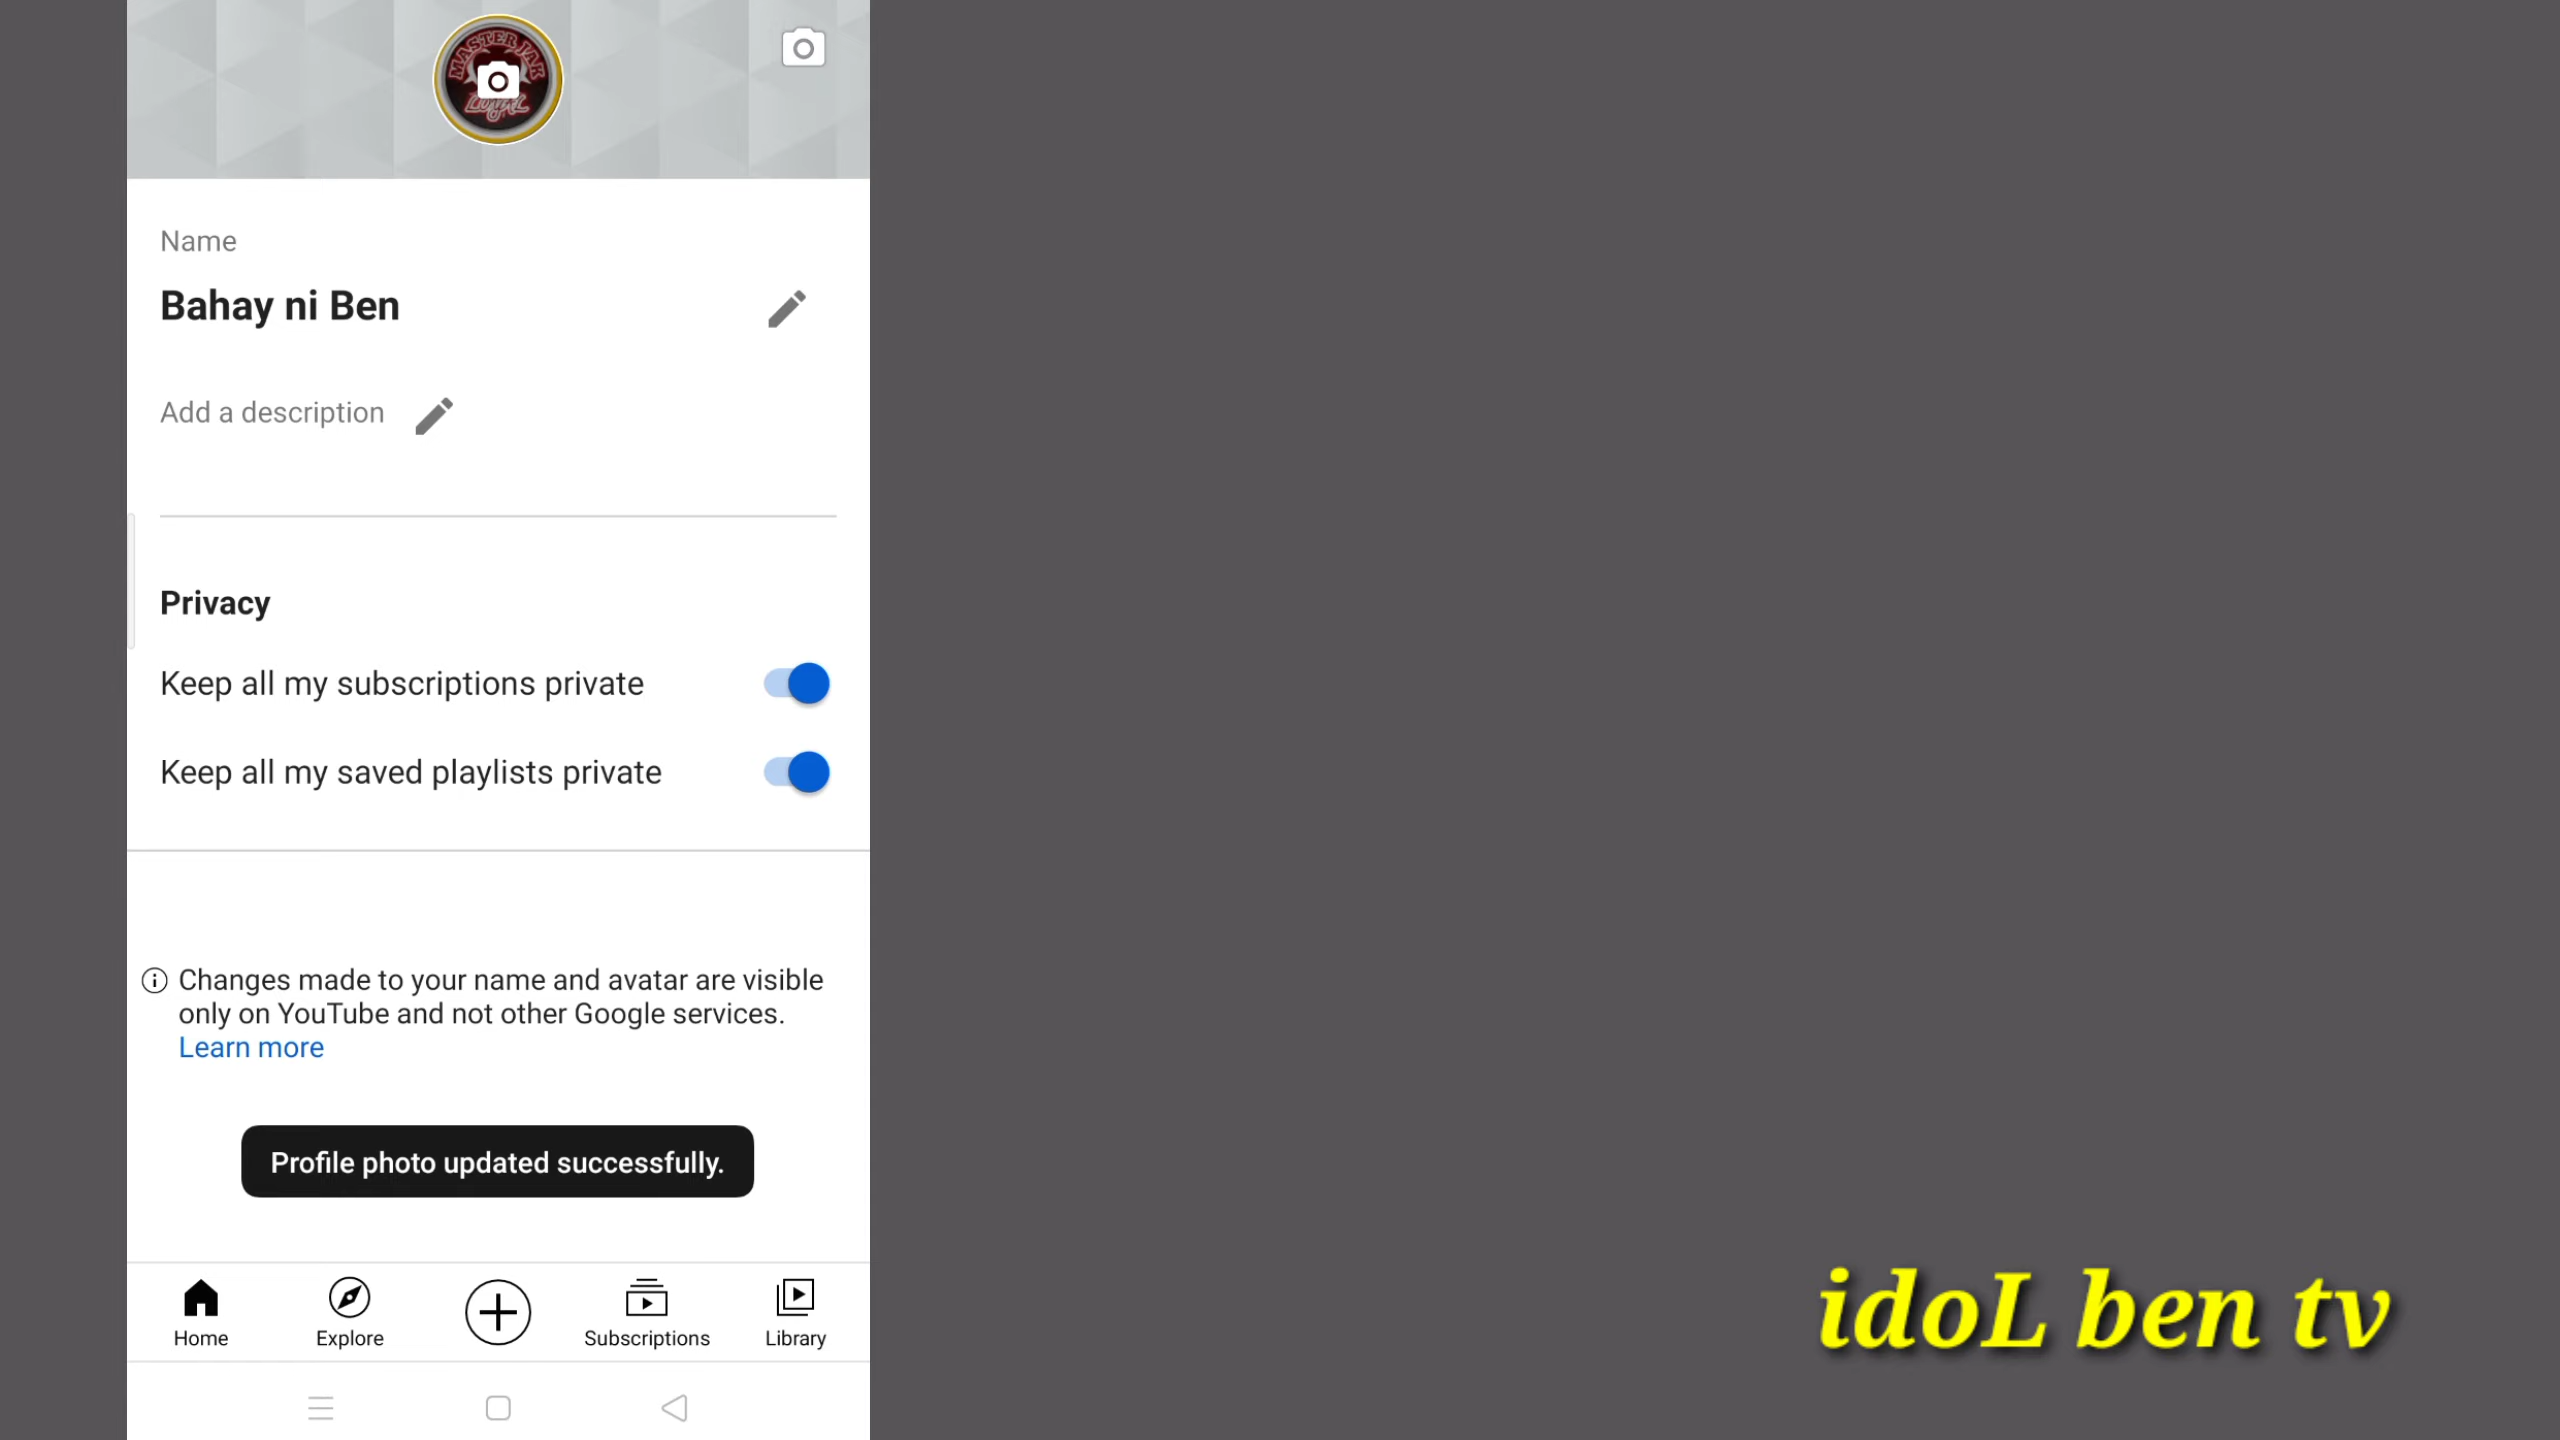 MASTER JAK
Name
Bahay ni Ben
Add a description
Privacy
Keep all my subscriptions private
Keep all my saved playlists private
Changes made to your name and avatar are visible
only on YouTube and not other Google services.
Learn more
Profile photo updated successfully.
Home
Explore
Subscriptions
Library
idoL ben tv